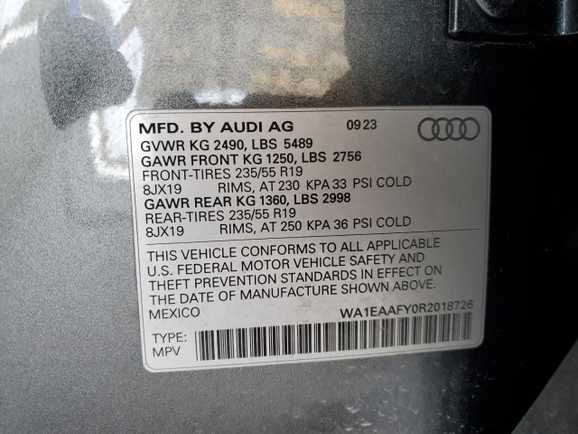 MFD. BY AUDI AG 09 23
GVWR KG 2490, LBS 5489
GAWR FRONT KG 1250, LBS 2756
FRONT-TIRES 235/55 R19
8JX19 RIMS, AT 230 KPA 33 PSI COLD
GAWR REAR KG 1360, LBS 2998
REAR-TIRES 235/55 R19
8JX19 RIMS, AT 250 KPA 36 PSI COLD
THIS VEHICLE CONFORMS TO ALL APPLICABLE
U.S. FEDERAL MOTOR VEHICLE SAFETY AND
THEFT-PREVENTION STANDARDS IN EFFECT ON
THE DATE OF MANUFACTURE SHOWN ABOVE.
MEXICO
WA1EAAFY0R2018726
TYPE:
MPV